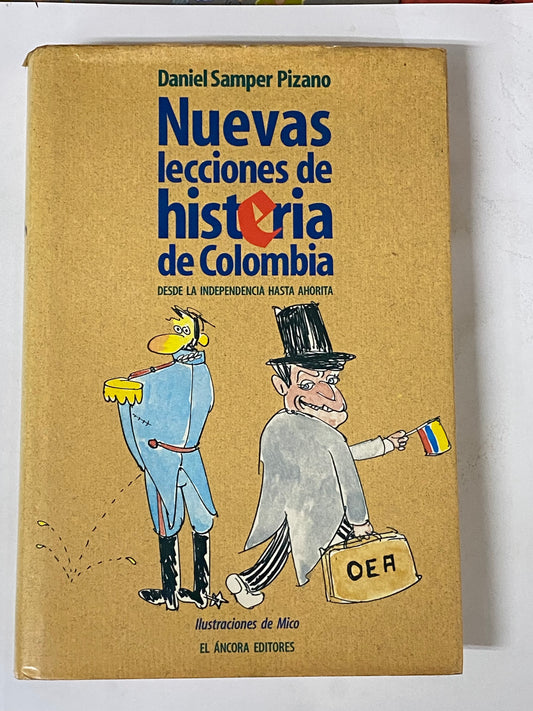 Daniel Samper Pizano
Nuevas
lecciones de
histeria
de Colombia
DESDE LA INDEPENDENCIA HASTA AHORITA
OEA
Ilustraciones de Mico
EL ÁNCORA EDITORES